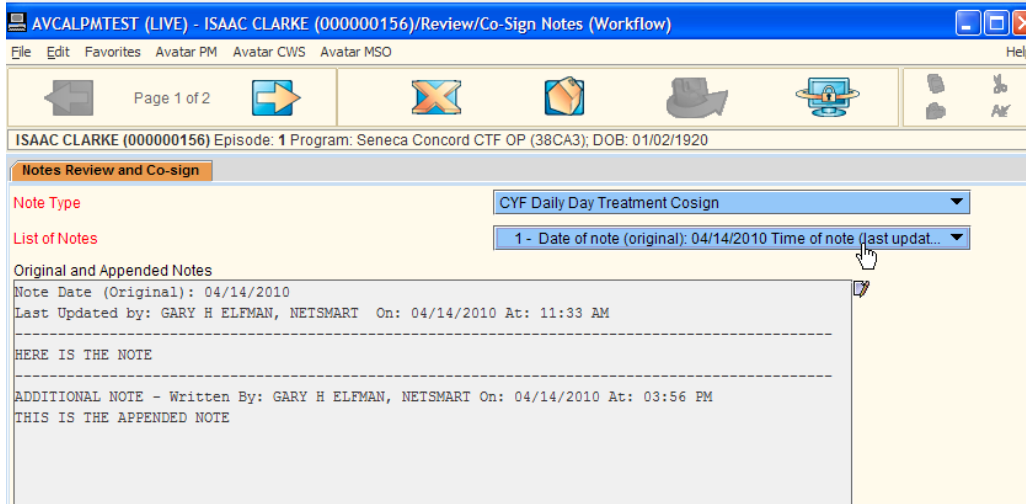 AVCALPMTEST (LIVE) - ISAAC CLARKE (000000156)/Review/Co-Sign Notes (Workflow)
File Edit Favorites Avatar PM Avatar CWS Avatar MSO
Page 1 of 2
ISAAC CLARKE (000000156) Episode: 1 Program: Seneca Concord CTF OP (38CA3); DOB: 01/02/1920
Notes Review and Co-sign
Note Type CYF Daily Day Treatment Cosign
List of Notes 1 - Date of note (original): 04/14/2010 Time of note (last updat...
Original and Appended Notes
Note Date (Original): 04/14/2010
Last Updated by: GARY H ELFMAN, NETSMART On: 04/14/2010 At: 11:33 AM
--------------------------------------------------------------------------------
HERE IS THE NOTE
--------------------------------------------------------------------------------
ADDITIONAL NOTE - Written By: GARY H ELFMAN, NETSMART On: 04/14/2010 At: 03:56 PM
THIS IS THE APPENDED NOTE